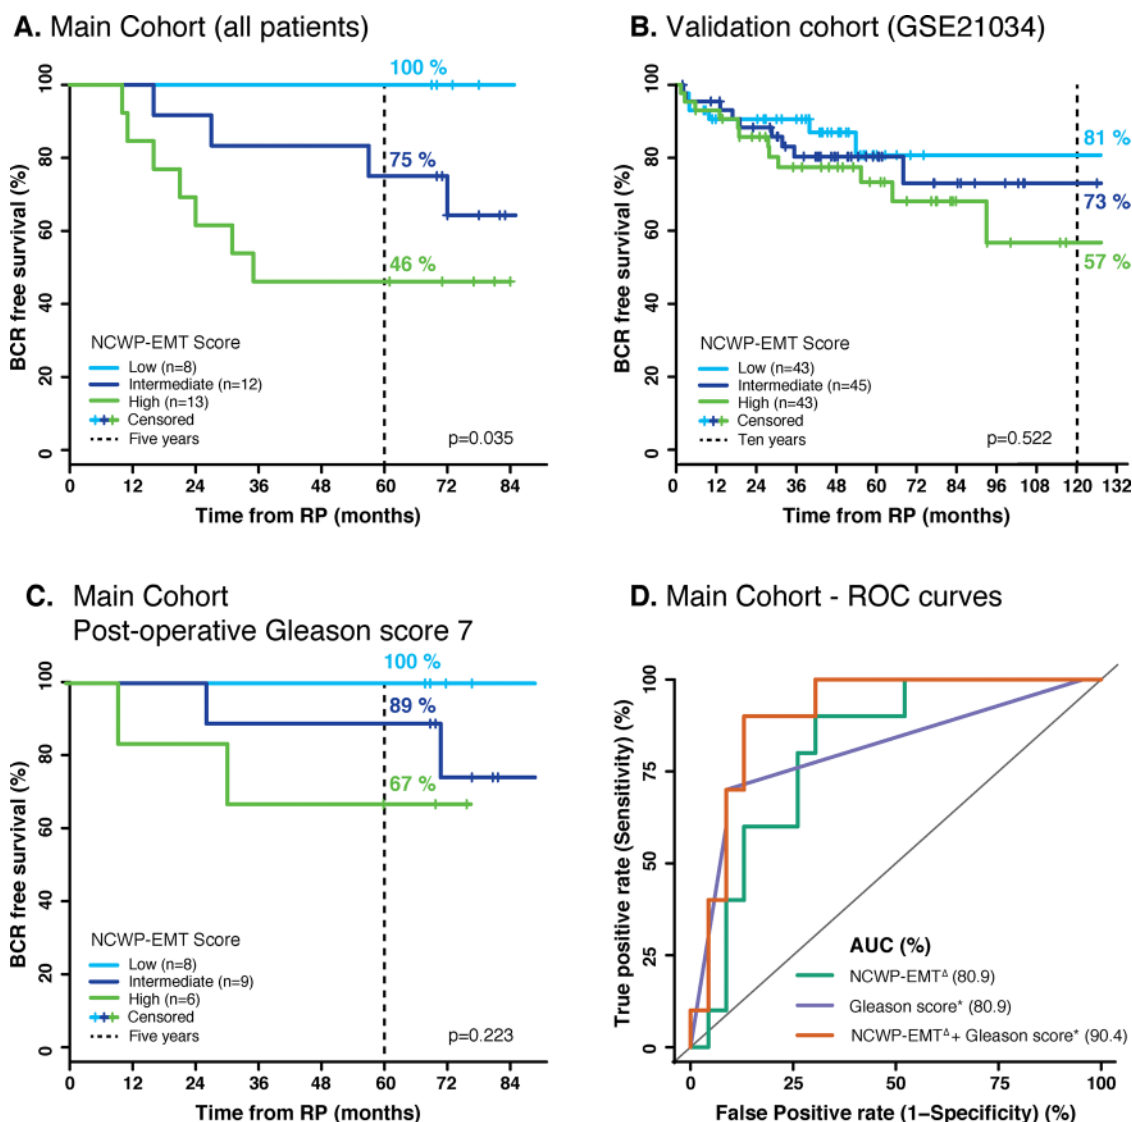 A. Main Cohort (all patients)
100 %
75 %
46 %
BCR free survival (%)
100
80
60
40
20
0
NCWP-EMT Score
Low (n=8)
Intermediate (n=12)
High (n=13)
Censored
Five years
p=0.035
0 12 24 36 48 60 72 84
Time from RP (months)
B. Validation cohort (GSE21034)
81 %
73 %
57 %
BCR free survival (%)
100
80
60
40
20
0
NCWP-EMT Score
Low (n=43)
Intermediate (n=45)
High (n=43)
Censored
Ten years
p=0.522
0 12 24 36 48 60 72 84 96 108 120 132
Time from RP (months)
C. Main Cohort
Post-operative Gleason score 7
100 %
89 %
67 %
BCR free survival (%)
100
80
60
40
20
0
NCWP-EMT Score
Low (n=8)
Intermediate (n=9)
High (n=6)
Censored
Five years
p=0.223
0 12 24 36 48 60 72 84
Time from RP (months)
D. Main Cohort - ROC curves
True positive rate (Sensitivity) (%)
100
75
50
25
0
AUC (%)
NCWP-EMTᐞ (80.9)
Gleason score* (80.9)
NCWP-EMTᐞ + Gleason score* (90.4)
0 25 50 75 100
False Positive rate (1−Specificity) (%)